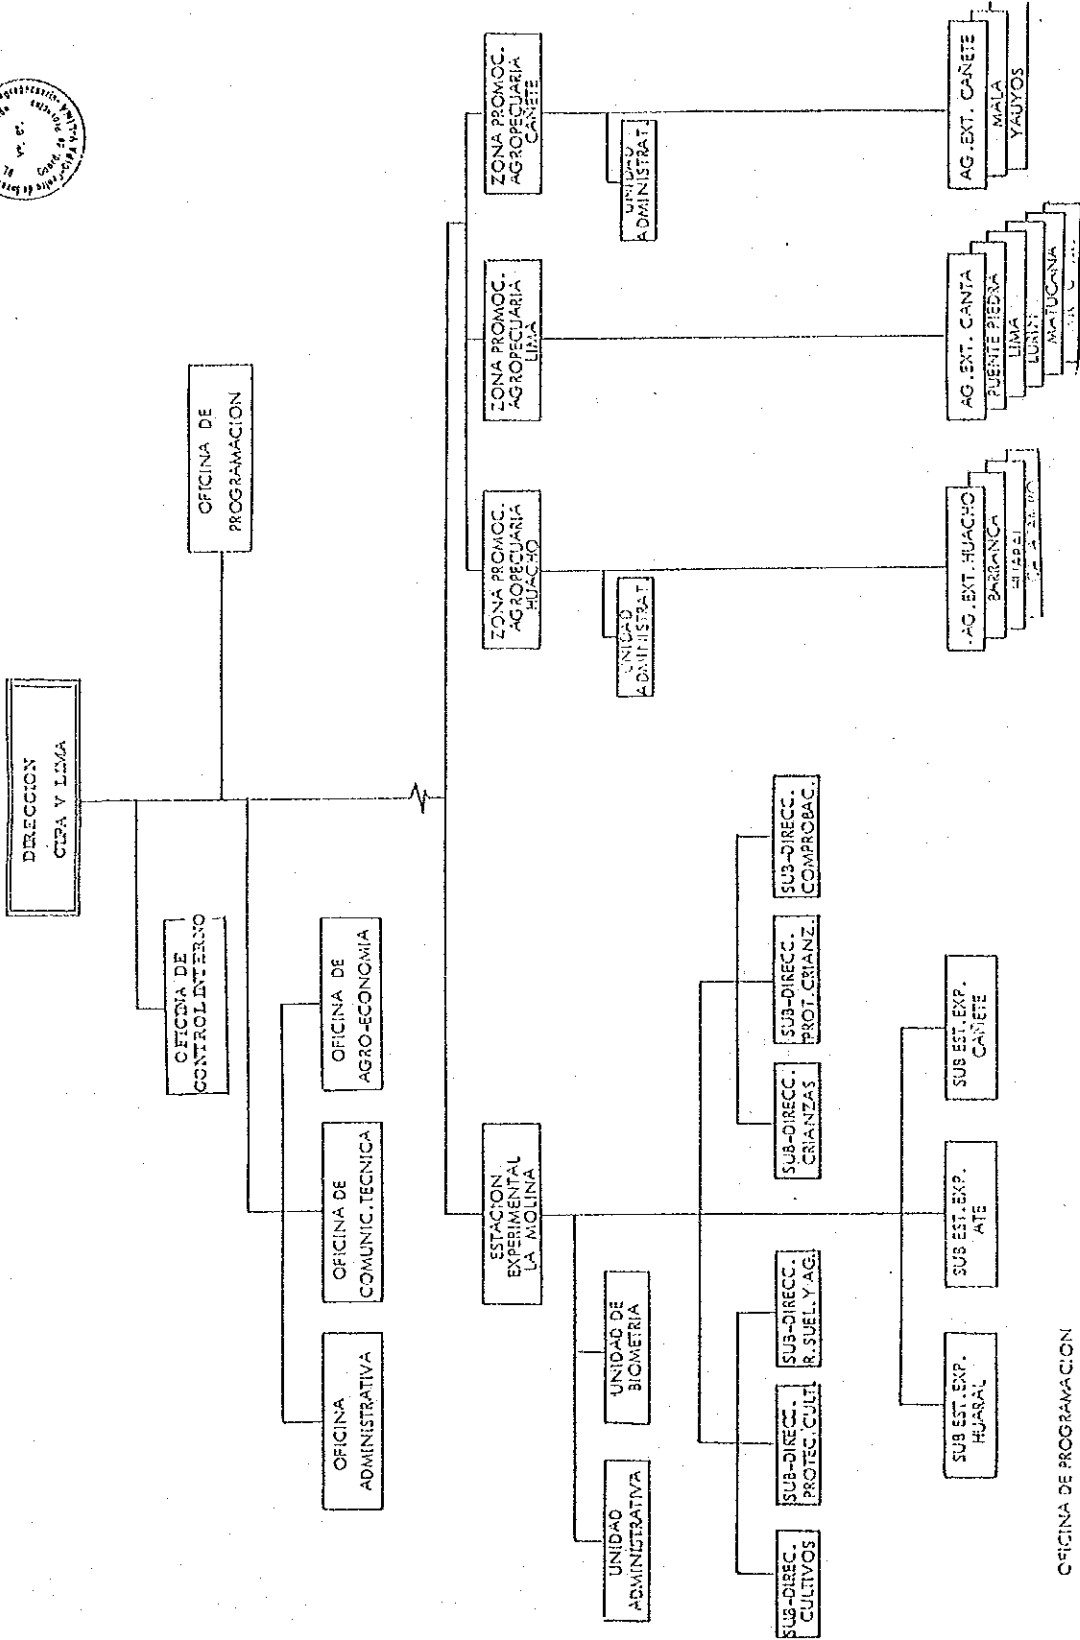 DIRECCION
CIPA V LIMA
OFICINA DE
CONTROL INTERNO
OFICINA DE
PROGRAMACION
OFICINA
ADMINISTRATIVA
OFICINA DE
COMUNIC.TECNICA
OFICINA DE
AGRO-ECONOMIA
ESTACION
EXPERIMENTAL
LA MOLINA
ZONA PROMOC.
AGROPECUARIA
HUACHO
ZONA PROMOC.
AGROPECUARIA
LIMA
ZONA PROMOC.
AGROPECUARIA
CAÑETE
UNIDAD
ADMINISTRATIVA
UNIDAD DE
BIOMETRIA
UNIDAD
ADMINISTRAT.
UNIDAD
ADMINISTRAT.
SUB-DIREC.
CULTIVOS
SUB-DIRECC.
PROTEC.CULTI.
SUB-DIRECC.
R.SUEL.Y AG.
SUB-DIRECC.
CRIANZAS
SUB-DIRECC.
PROT.CRIANZ.
SUB-DIRECC.
COMPROBAC.
SUB EST.EXP.
HUARAL
SUB EST.EXP.
ATE
SUB EST.EXP.
CAÑETE
AG.EXT.HUACHO
BARRANCA
HUARAL
AG.EXT. CANTA
PUENTE PIEDRA
LIMA
LURIN
MATUCANA
AG.EXT. CAÑETE
MALA
YAUYOS
OFICINA DE PROGRAMACION